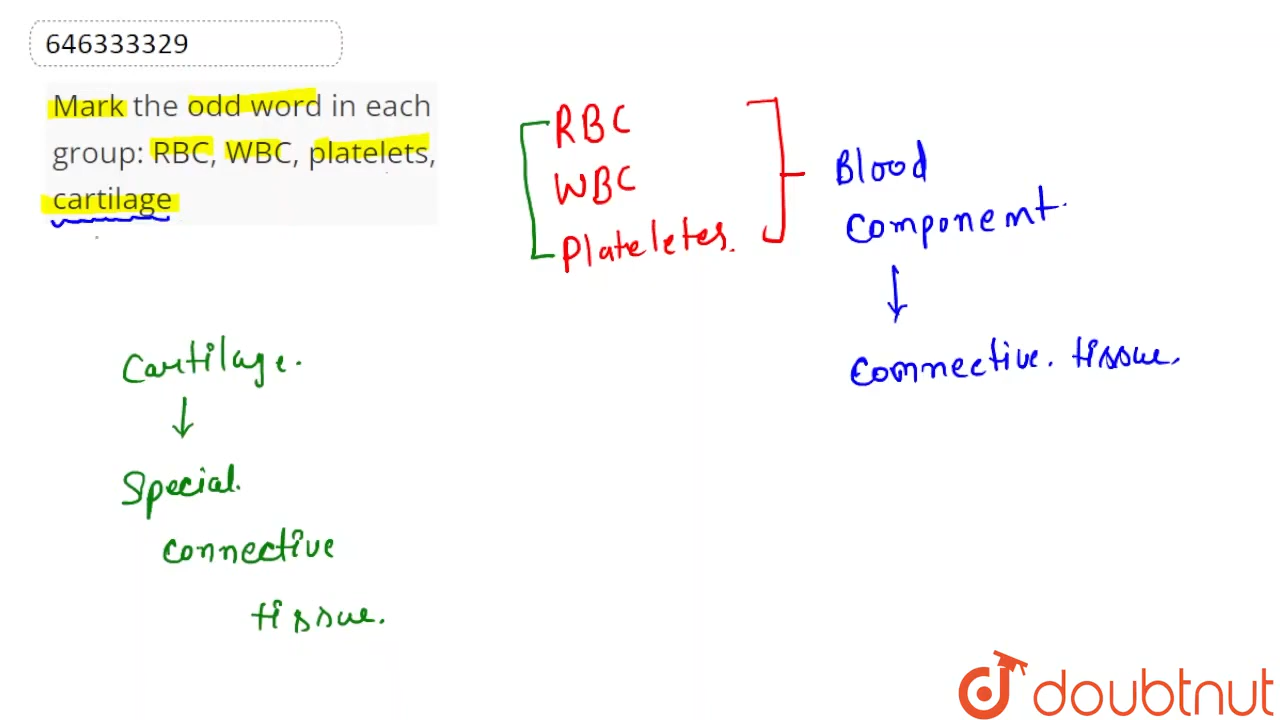 646333329
Mark the odd word in each
group: RBC, WBC, platelets,
cartilage
RBC
WBC
Plateletes.
Blood
Component.
Connective. tissue.
Cartilage.
Special.
Connective
tissue.
doubtnut